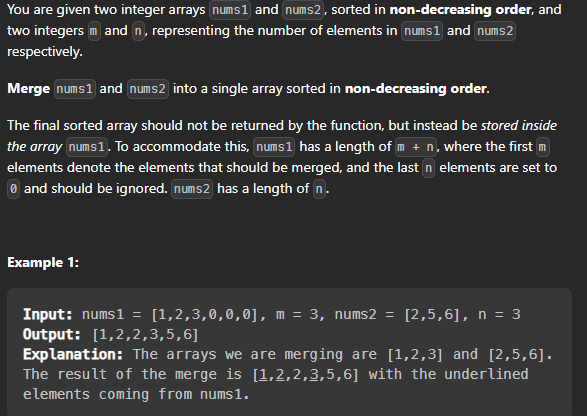 You are given two integer arrays nums1 and nums2, sorted in non-decreasing order, and
two integers m and n, representing the number of elements in nums1 and nums2
respectively.
Merge nums1 and nums2 into a single array sorted in non-decreasing order.
The final sorted array should not be returned by the function, but instead be stored inside
the array nums1. To accommodate this, nums1 has a length of m + n, where the first m
elements denote the elements that should be merged, and the last n elements are set to
0 and should be ignored. nums2 has a length of n.
Example 1:
Input: nums1 = [1,2,3,0,0,0], m = 3, nums2 = [2,5,6], n = 3
Output: [1,2,2,3,5,6]
Explanation: The arrays we are merging are [1,2,3] and [2,5,6].
The result of the merge is [1,2,2,3,5,6] with the underlined
elements coming from nums1.